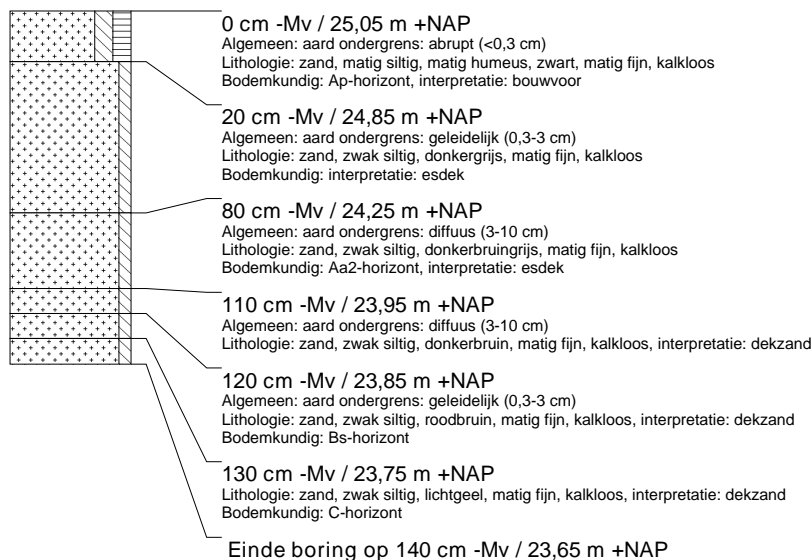 0 cm -Mv / 25,05 m +NAP
Algemeen: aard ondergrens: abrupt (<0,3 cm)
Lithologie: zand, matig siltig, matig humeus, zwart, matig fijn, kalkloos
Bodemkundig: Ap-horizont, interpretatie: bouwvoor
20 cm -Mv / 24,85 m +NAP
Algemeen: aard ondergrens: geleidelijk (0,3-3 cm)
Lithologie: zand, zwak siltig, donkergrijs, matig fijn, kalkloos
Bodemkundig: interpretatie: esdek
80 cm -Mv / 24,25 m +NAP
Algemeen: aard ondergrens: diffuus (3-10 cm)
Lithologie: zand, zwak siltig, donkerbruingrijs, matig fijn, kalkloos
Bodemkundig: Aa2-horizont, interpretatie: esdek
110 cm -Mv / 23,95 m +NAP
Algemeen: aard ondergrens: diffuus (3-10 cm)
Lithologie: zand, zwak siltig, donkerbruin, matig fijn, kalkloos, interpretatie: dekzand
120 cm -Mv / 23,85 m +NAP
Algemeen: aard ondergrens: geleidelijk (0,3-3 cm)
Lithologie: zand, zwak siltig, roodbruin, matig fijn, kalkloos, interpretatie: dekzand
Bodemkundig: Bs-horizont
130 cm -Mv / 23,75 m +NAP
Lithologie: zand, zwak siltig, lichtgeel, matig fijn, kalkloos, interpretatie: dekzand
Bodemkundig: C-horizont
Einde boring op 140 cm -Mv / 23,65 m +NAP